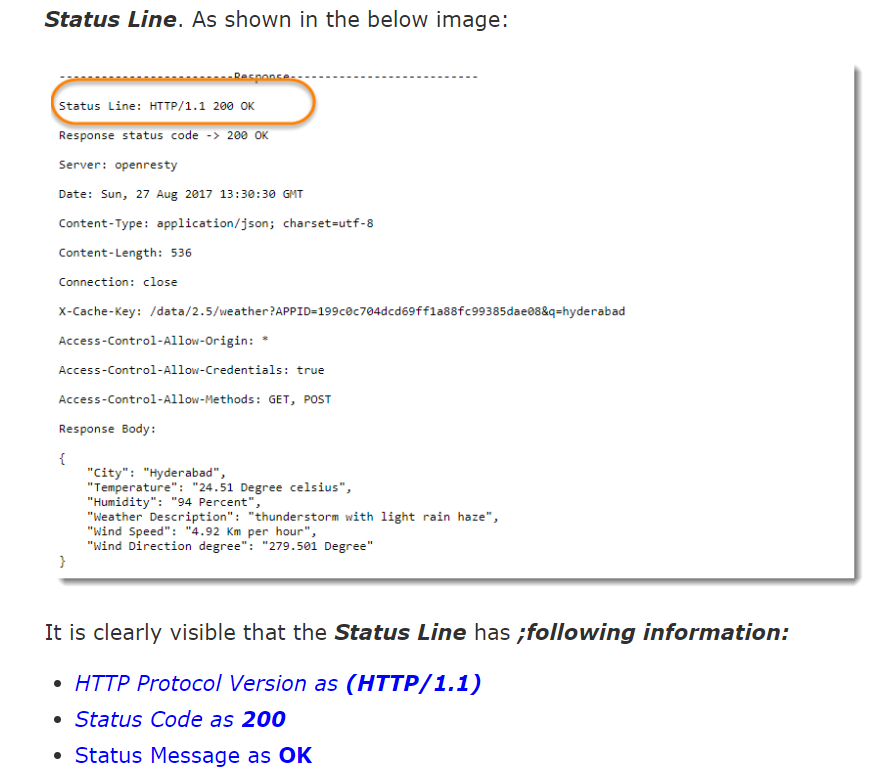 Status Line. As shown in the below image:
-------------------------Response---------------------------
Status Line: HTTP/1.1 200 OK
Response status code -> 200 OK
Server: openresty
Date: Sun, 27 Aug 2017 13:30:30 GMT
Content-Type: application/json; charset=utf-8
Content-Length: 536
Connection: close
X-Cache-Key: /data/2.5/weather?APPID=199c0c704dcd69ff1a88fc99385dae08&q=hyderabad
Access-Control-Allow-Origin: *
Access-Control-Allow-Credentials: true
Access-Control-Allow-Methods: GET, POST
Response Body:
{
    "City": "Hyderabad",
    "Temperature": "24.51 Degree celsius",
    "Humidity": "94 Percent",
    "Weather Description": "thunderstorm with light rain haze",
    "Wind Speed": "4.92 Km per hour",
    "Wind Direction degree": "279.501 Degree"
}
It is clearly visible that the Status Line has ;following information:
• HTTP Protocol Version as (HTTP/1.1)
• Status Code as 200
• Status Message as OK